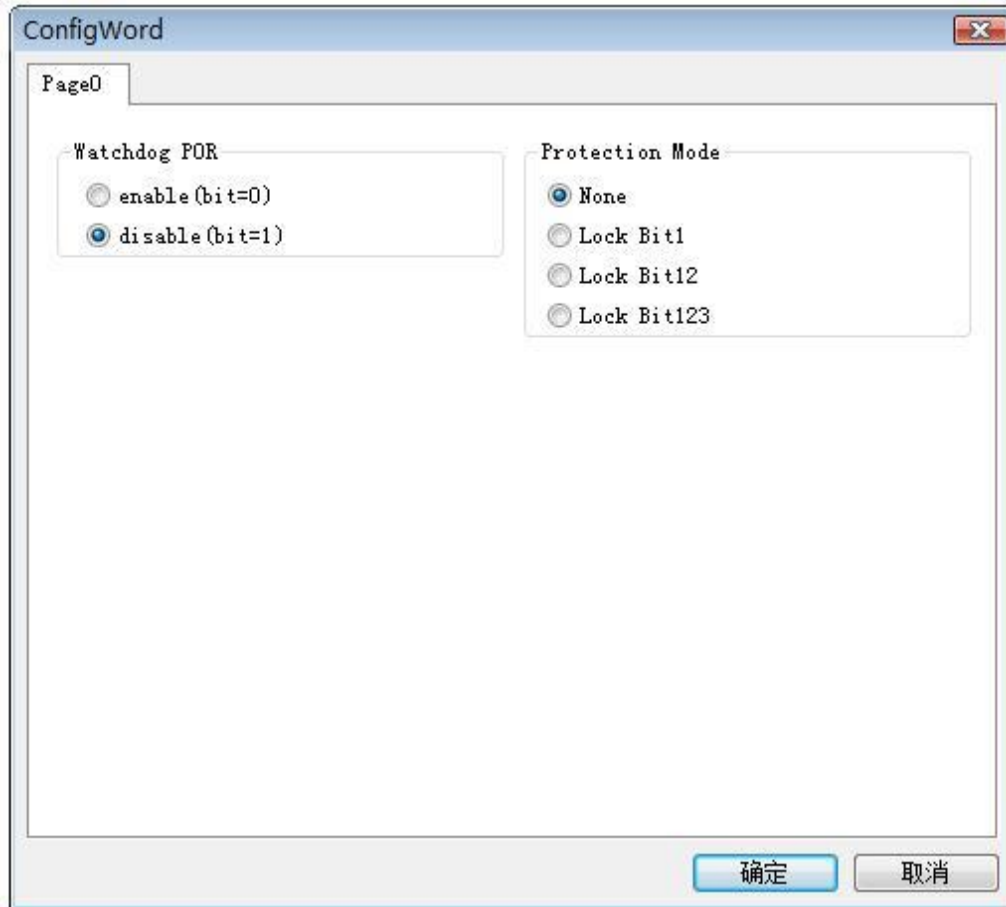 ConfigWord
Page0
Watchdog POR
enable(bit=0)
disable(bit=1)
Protection Mode
None
Lock Bit1
Lock Bit12
Lock Bit123
确定
取消